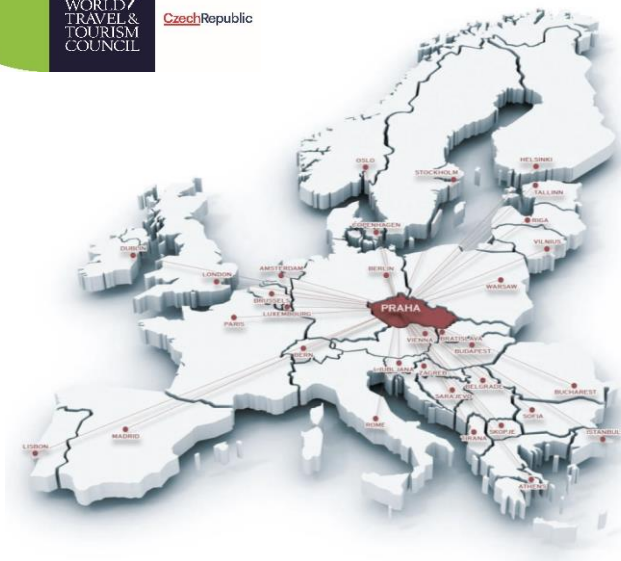 WORLD/
TRAVEL &
TOURISM
COUNCIL
CzechRepublic
OSLO
STOCKHOLM
HELSINKI
TALLINN
RIGA
VILNIUS
COPENHAGEN
DUBLIN
LONDON
AMSTERDAM
BERLIN
WARSAW
BRUSSELS
LUXEMBOURG
PARIS
PRAHA
VIENNA
BRATISLAVA
BUDAPEST
BERN
LJUBLJANA
ZAGREB
BELGRADE
SARAJEVO
BUCHAREST
SOFIA
SKOPJE
TIRANA
ISTANBUL
ROME
MADRID
LISBON
ATHENS